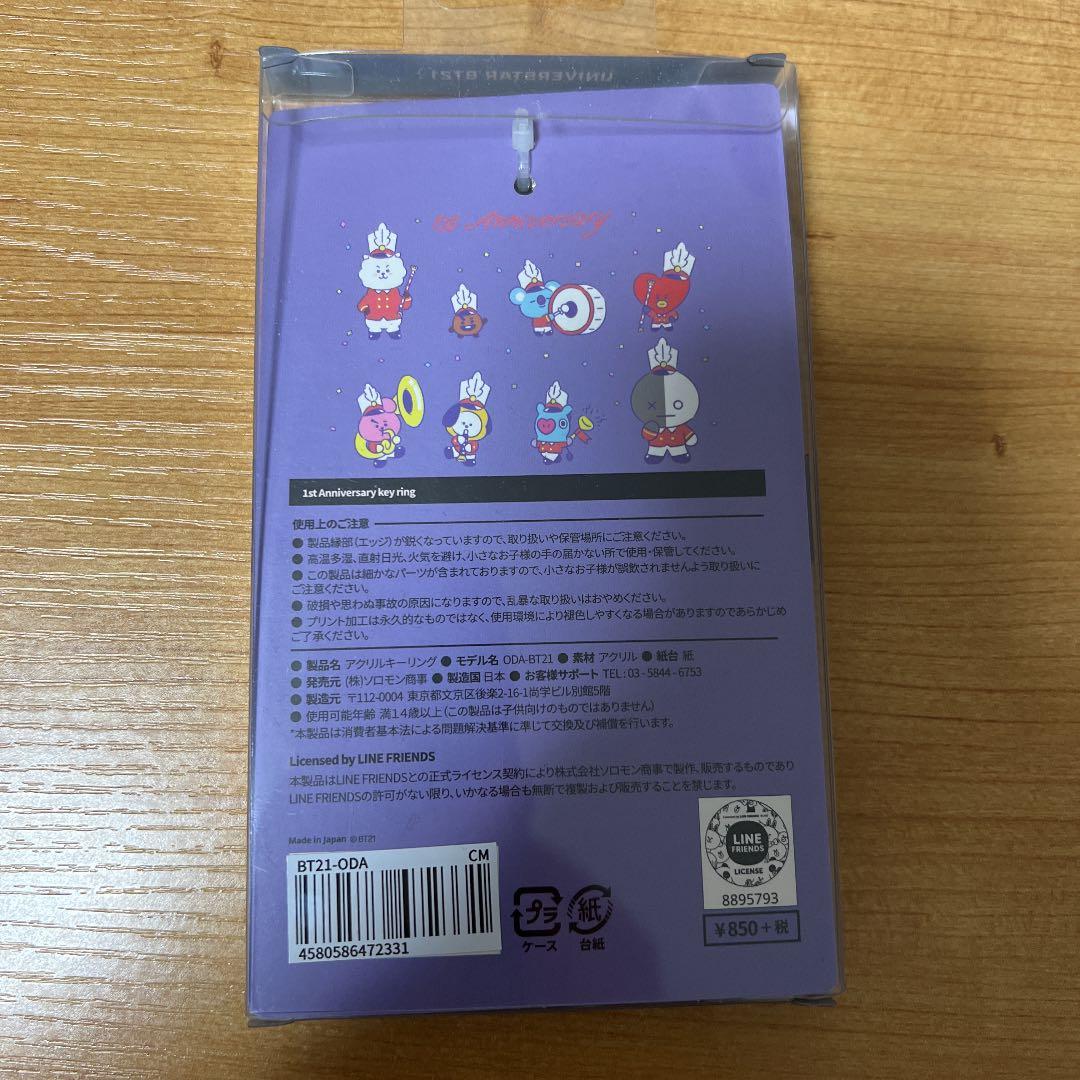 UNIVERSTAR BT21
1st Anniversary
1st Anniversary key ring
使用上のご注意
● 製品縁部（エッジ）が鋭くなっていますので、取り扱いや保管場所にご注意ください。
● 高温多湿、直射日光、火気を避け、小さなお子様の手の届かない所で使用・保管してください。
● この製品は細かなパーツが含まれておりますので、小さなお子様が誤飲されませんよう取り扱いに
ご注意ください。
● 破損や思わぬ事故の原因になりますので、乱暴な取り扱いはおやめください。
● プリント加工は永久的なものではなく、使用環境により褪色しやすくなる場合がありますのであらかじめ
ご了承ください。
● 製品名 アクリルキーリング ● モデル名 ODA-BT21 ● 素材 アクリル ● 紙台 紙
● 発売元 (株)ソロモン商事 ● 製造国 日本 ● お客様サポート TEL : 03 - 5844 - 6753
● 製造元 〒112-0004 東京都文京区後楽2-16-1尚学ビル別館5階
● 使用可能年齢 満14歳以上（この製品は子供向けのものではありません）
*本製品は消費者基本法による問題解決基準に準じて交換及び補償を行います。
Licensed by LINE FRIENDS
本製品はLINE FRIENDSとの正式ライセンス契約により株式会社ソロモン商事で製作、販売するものであり
LINE FRIENDSの許可がない限り、いかなる場合も無断で複製および販売することを禁じます。
Made in Japan ©BT21
BT21-ODA CM
4580586472331
プラ
ケース
紙
台紙
LINE
FRIENDS
LICENSE
8895793
¥850+税